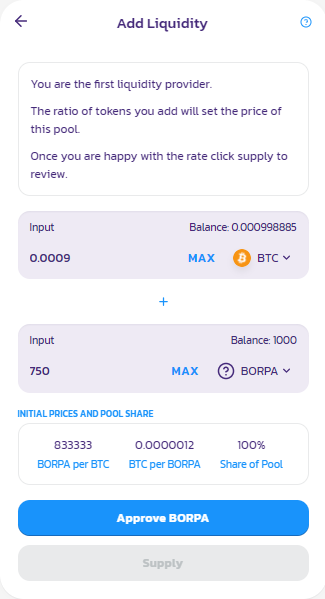 Add Liquidity
You are the first liquidity provider.
The ratio of tokens you add will set the price of
this pool.
Once you are happy with the rate click supply to
review.
Input Balance: 0.000998885
0.0009 MAX BTC
+
Input Balance: 1000
750 MAX BORPA
INITIAL PRICES AND POOL SHARE
833333 0.0000012 100%
BORPA per BTC BTC per BORPA Share of Pool
Approve BORPA
Supply